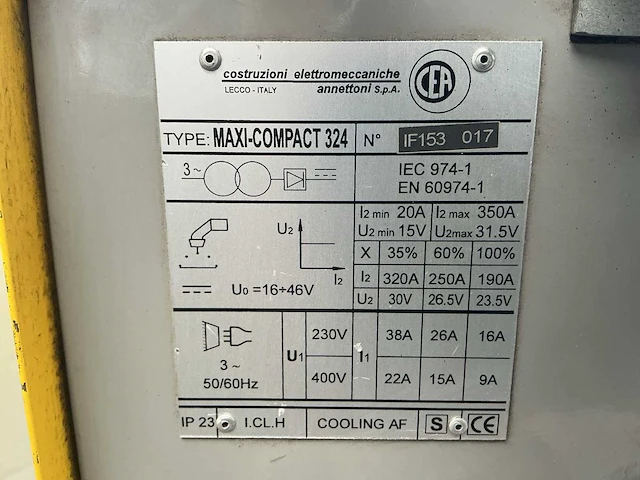 costruzioni elettromeccaniche
LECCO - ITALY annettoni S.p.A.
CEA
TYPE: MAXI-COMPACT 324 N° IF153 017
3~
IEC 974-1
EN 60974-1
I2 min 20A I2 max 350A
U2 min 15V U2max 31.5V
U2
I2
U0 =16÷46V
X 35% 60% 100%
I2 320A 250A 190A
U2 30V 26.5V 23.5V
3 ~
50/60Hz
U1
230V
400V
I1
38A 26A 16A
22A 15A 9A
IP 23 I.CL.H COOLING AF S CE